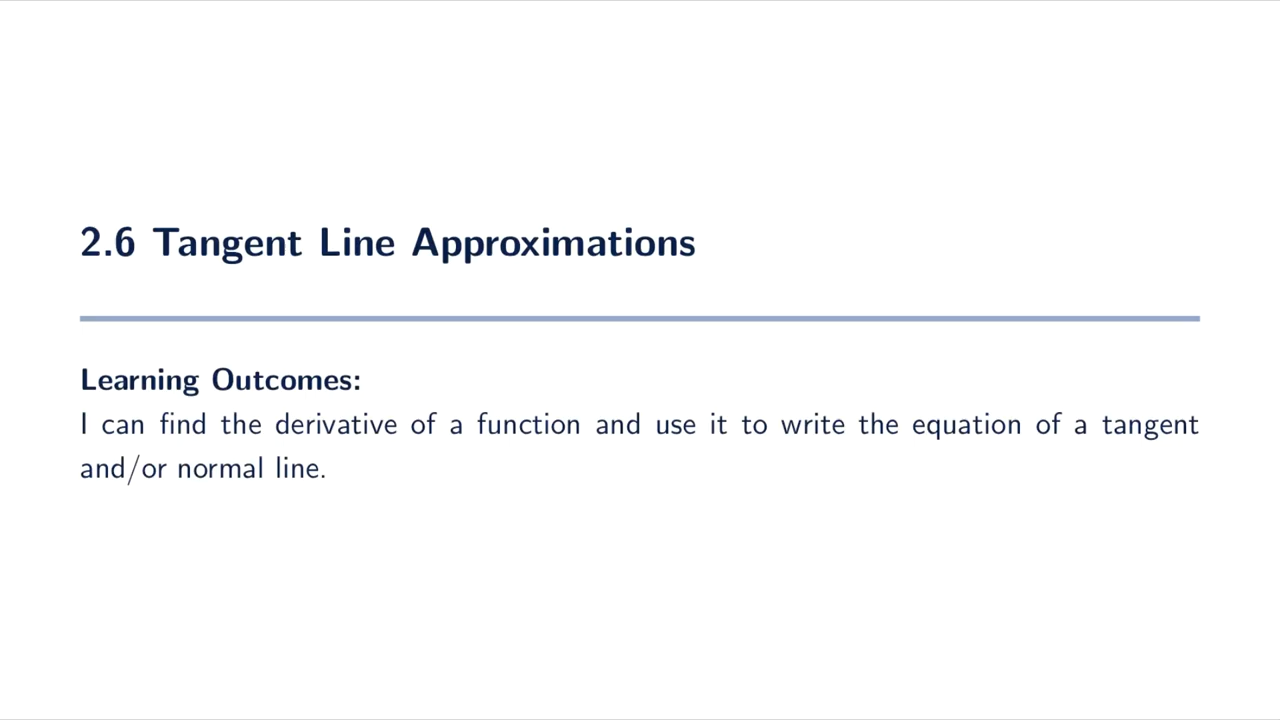 2.6 Tangent Line Approximations
Learning Outcomes:
I can find the derivative of a function and use it to write the equation of a tangent
and/or normal line.